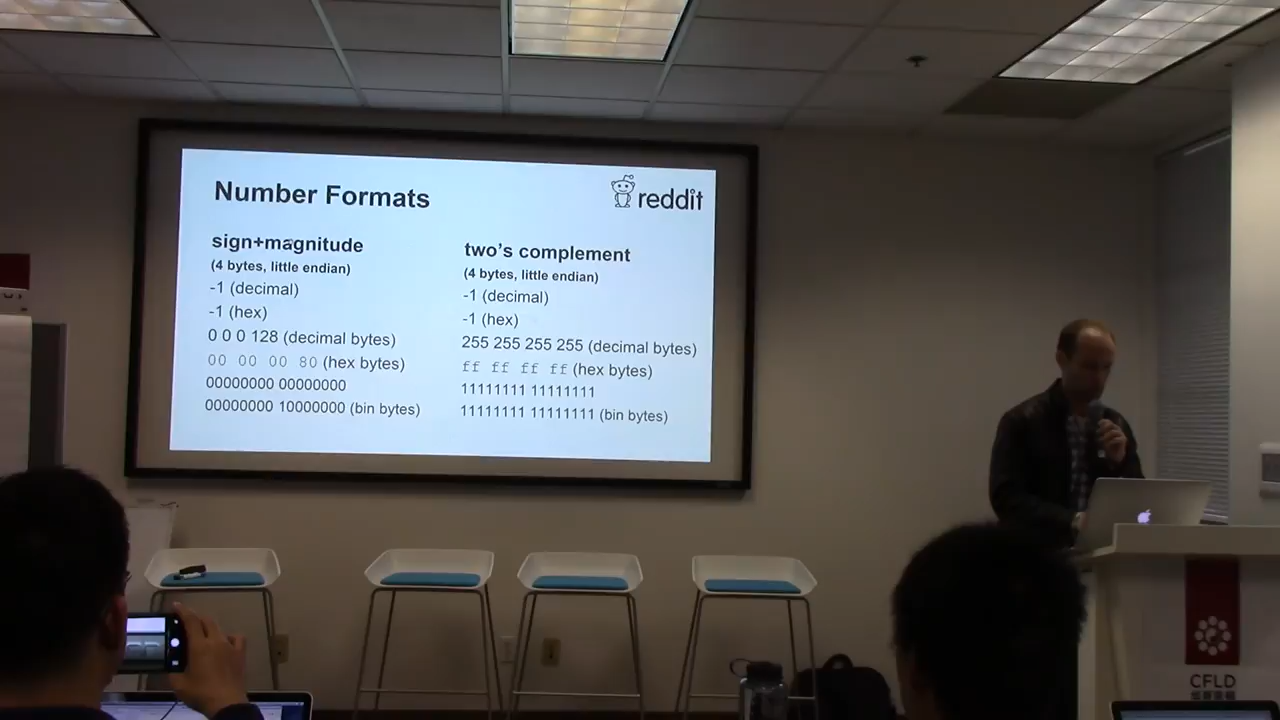 Number Formats
reddit
sign+magnitude
(4 bytes, little endian)
-1 (decimal)
-1 (hex)
0 0 0 128 (decimal bytes)
00 00 00 80 (hex bytes)
00000000 00000000
00000000 10000000 (bin bytes)
two's complement
(4 bytes, little endian)
-1 (decimal)
-1 (hex)
255 255 255 255 (decimal bytes)
ff ff ff ff (hex bytes)
11111111 11111111
11111111 11111111 (bin bytes)
CFLD